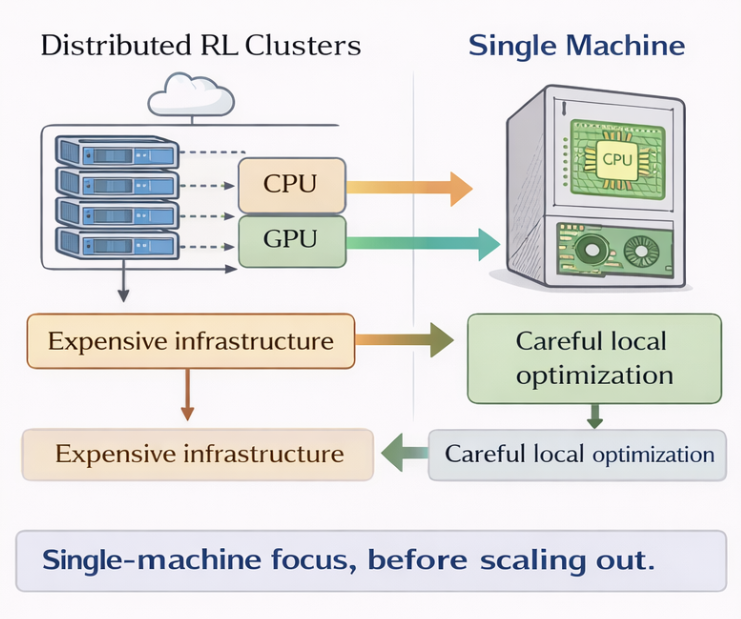 Distributed RL Clusters
Single Machine
CPU
GPU
CPU
Expensive infrastructure
Careful local
optimization
Expensive infrastructure
Careful local optimization
Single-machine focus, before scaling out.